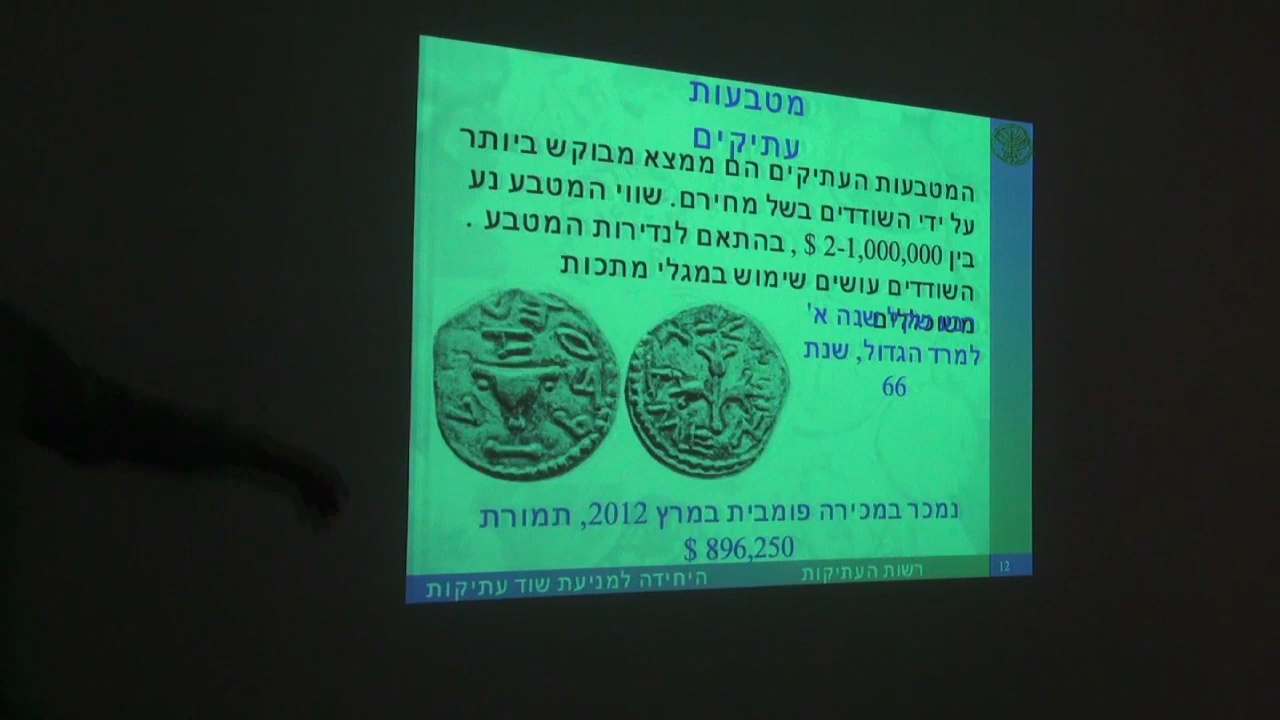 מטבעות
עתיקים
המטבעות העתיקים הם ממצא מבוקש ביותר
על ידי השודדים בשל מחירם. שווי המטבע נע
בין 2-1,000,000 $ , בהתאם לנדירות המטבע .
השודדים עושים שימוש במגלי מתכות
משוכללים.
שנה א'
למרד הגדול, שנת
66
נמכר במכירה פומבית במרץ 2012, תמורת
896,250 $
רשות העתיקות
היחידה למניעת שוד עתיקות
12